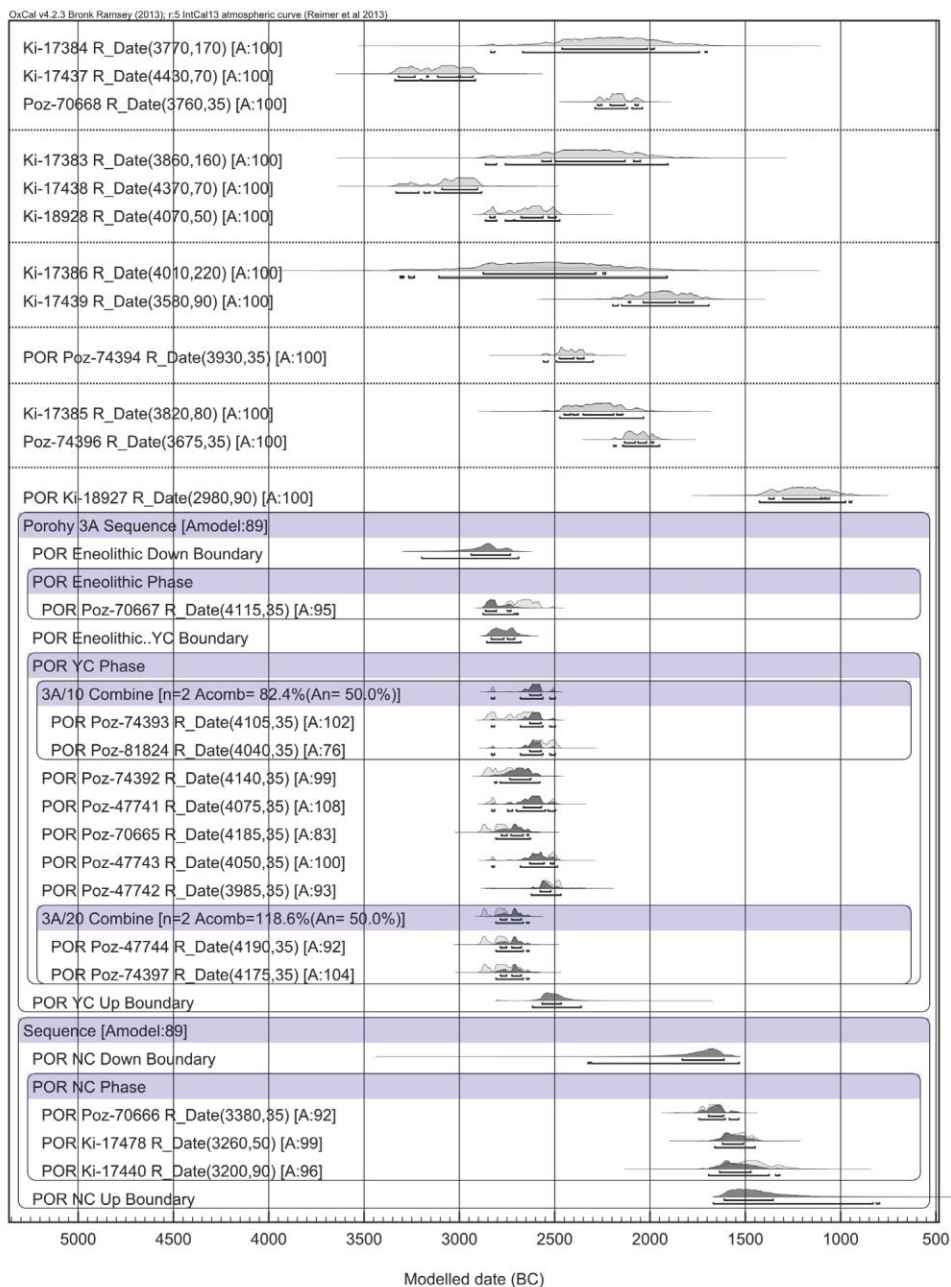 OxCal v4.2.3 Bronk Ramsey (2013); r:5 IntCal13 atmospheric curve (Reimer et al 2013)
Ki-17384 R_Date(3770,170) [A:100]
Ki-17437 R_Date(4430,70) [A:100]
Poz-70668 R_Date(3760,35) [A:100]
Ki-17383 R_Date(3860,160) [A:100]
Ki-17438 R_Date(4370,70) [A:100]
Ki-18928 R_Date(4070,50) [A:100]
Ki-17386 R_Date(4010,220) [A:100]
Ki-17439 R_Date(3580,90) [A:100]
POR Poz-74394 R_Date(3930,35) [A:100]
Ki-17385 R_Date(3820,80) [A:100]
Poz-74396 R_Date(3675,35) [A:100]
POR Ki-18927 R_Date(2980,90) [A:100]
Porohy 3A Sequence [Amodel:89]
POR Eneolithic Down Boundary
POR Eneolithic Phase
POR Poz-70667 R_Date(4115,35) [A:95]
POR Eneolithic..YC Boundary
POR YC Phase
3A/10 Combine [n=2 Acomb= 82.4%(An= 50.0%)]
POR Poz-74393 R_Date(4105,35) [A:102]
POR Poz-81824 R_Date(4040,35) [A:76]
POR Poz-74392 R_Date(4140,35) [A:99]
POR Poz-47741 R_Date(4075,35) [A:108]
POR Poz-70665 R_Date(4185,35) [A:83]
POR Poz-47743 R_Date(4050,35) [A:100]
POR Poz-47742 R_Date(3985,35) [A:93]
3A/20 Combine [n=2 Acomb=118.6%(An= 50.0%)]
POR Poz-47744 R_Date(4190,35) [A:92]
POR Poz-74397 R_Date(4175,35) [A:104]
POR YC Up Boundary
Sequence [Amodel:89]
POR NC Down Boundary
POR NC Phase
POR Poz-70666 R_Date(3380,35) [A:92]
POR Ki-17478 R_Date(3260,50) [A:99]
POR Ki-17440 R_Date(3200,90) [A:96]
POR NC Up Boundary
5000 4500 4000 3500 3000 2500 2000 1500 1000 500
Modelled date (BC)